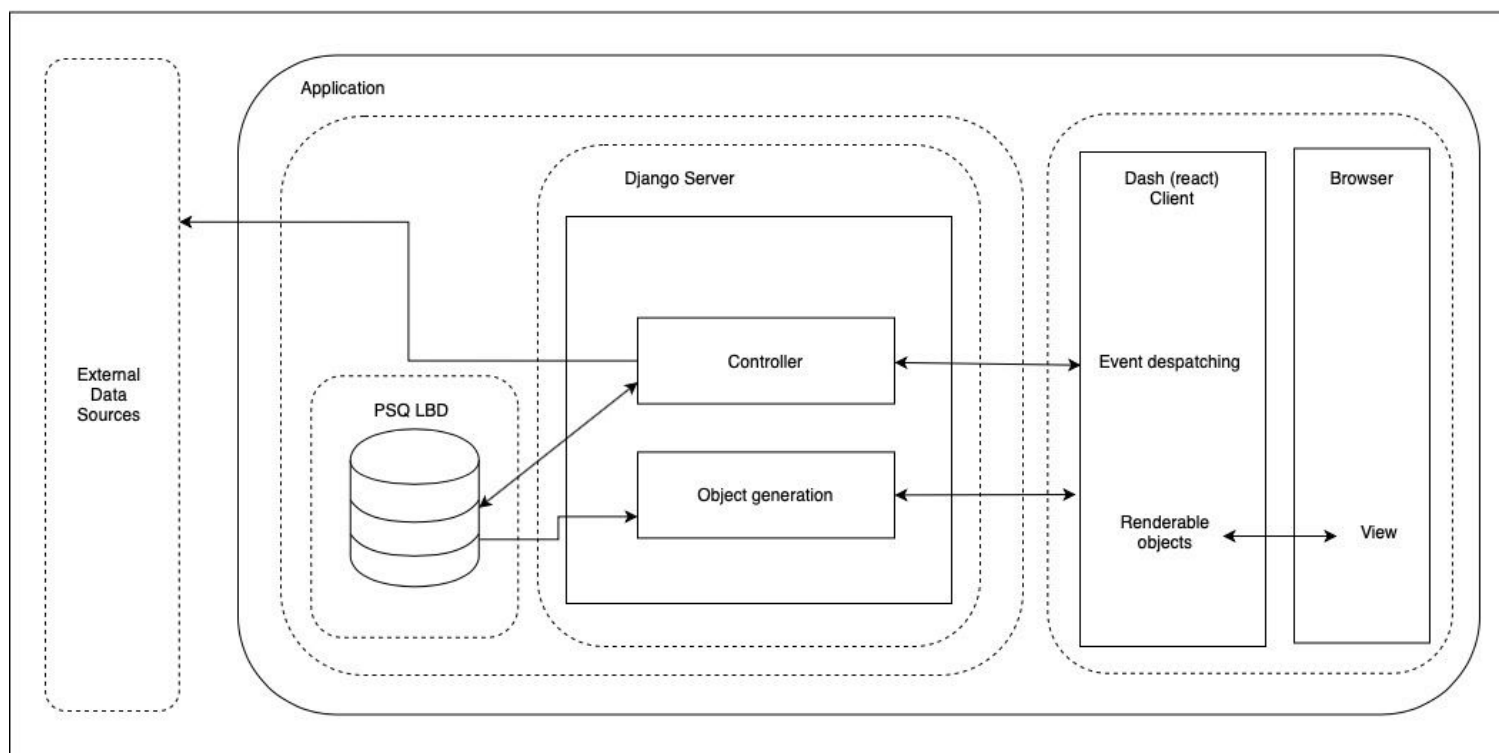 Application
External
Data
Sources
PSQ LBD
Django Server
Controller
Object generation
Dash (react)
Client
Event despatching
Renderable
objects
Browser
View